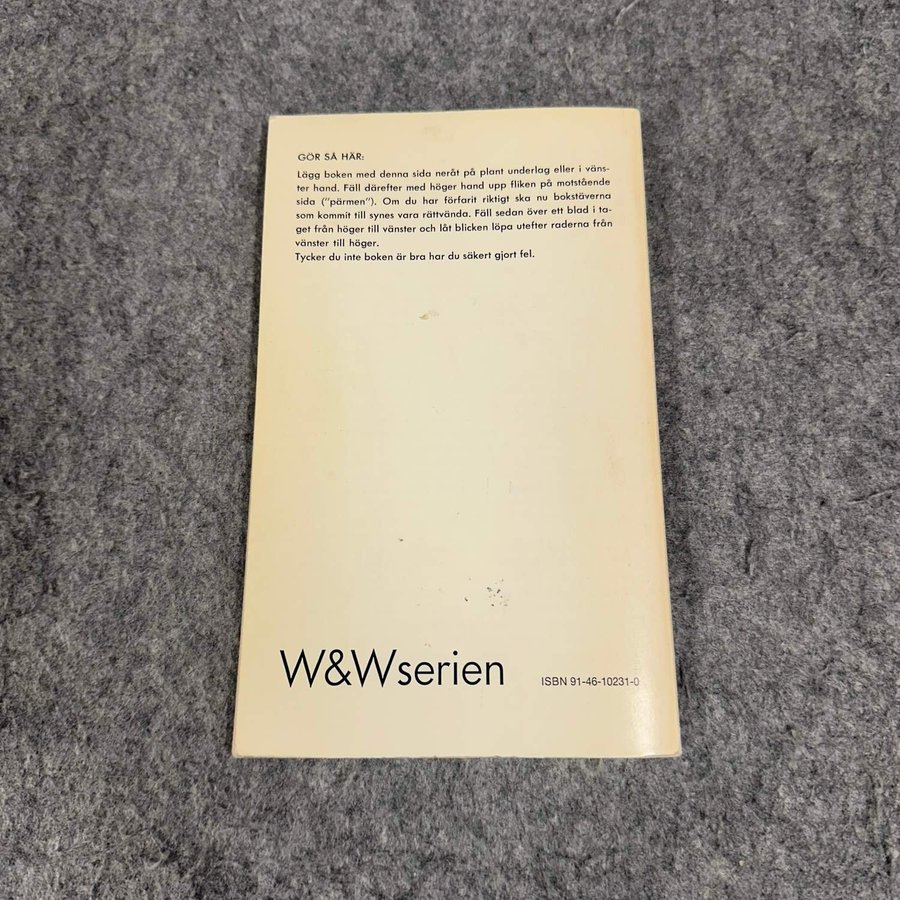 GÖR SÅ HÄR:
Lägg boken med denna sida neråt på plant underlag eller i väns-
ter hand. Fäll därefter med höger hand upp fliken på motstående
sida ("pärmen"). Om du har förfarit riktigt ska nu bokstäverna
som kommit till synes vara rättvända. Fäll sedan över ett blad i ta-
get från höger till vänster och låt blicken löpa utefter raderna från
vänster till höger.
Tycker du inte boken är bra har du säkert gjort fel.
W&Wserien
ISBN 91-46-10231-0